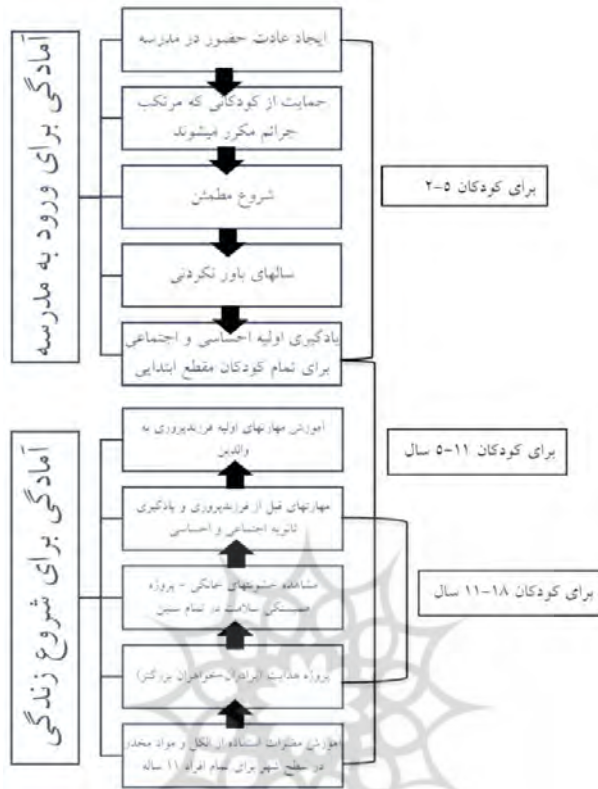 آمادگی برای ورود به مدرسه
ایجاد عادت حضور در مدرسه
حمایت از کودکانی که مرتکب
جرائم مکرر میشوند
شروع مطمئن
سالهای باور نکردنی
یادگیری اولیه احساسی و اجتماعی
برای تمام کودکان مقطع ابتدایی
برای کودکان ۵-۲
آمادگی برای شروع زندگی
آموزش مهارتهای اولیه فرزندپروری به
والدین
مهارتهای قبل از فرزندپروری و یادگیری
ثانویه اجتماعی و احساسی
مشاهده خشونتهای خانگی - پروژه
همبستگی سلامت در تمام سنین
پروژه هدایت (برادران-خواهران بزرگتر)
آموزش مضرات استفاده از الکل و مواد مخدر
در سطح شهر برای تمام افراد ۱۱ ساله
برای کودکان ۱۱-۵ سال
برای کودکان ۱۸-۱۱ سال